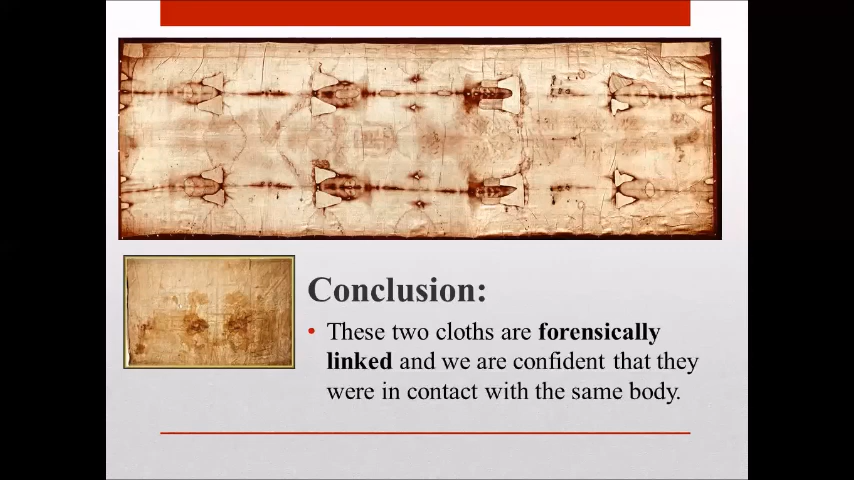 Conclusion:
• These two cloths are forensically
linked and we are confident that they
were in contact with the same body.